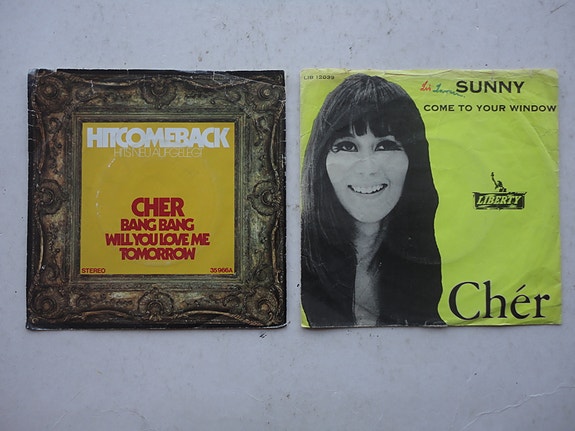 HITCOMEBACK
HITS NEU AUFGELEGT
CHER
BANG BANG
WILL YOU LOVE ME
TOMORROW
STEREO 35 966 A
LIB 12039
SUNNY
COME TO YOUR WINDOW
LIBERTY
Chér